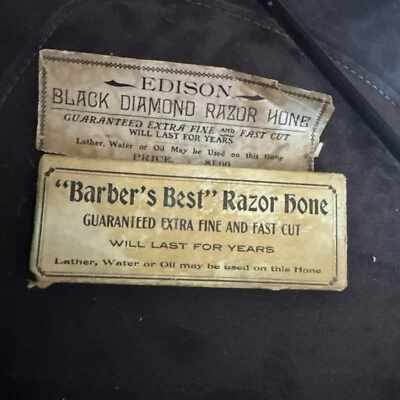 EDISON
BLACK DIAMOND RAZOR HONE
GUARANTEED EXTRA FINE AND FAST CUT
WILL LAST FOR YEARS
Lather, Water or Oil May be Used on this Hone
PRICE, $1.00
"Barber's Best" Razor Hone
GUARANTEED EXTRA FINE AND FAST CUT
WILL LAST FOR YEARS
Lather, Water or Oil may be used on this Hone